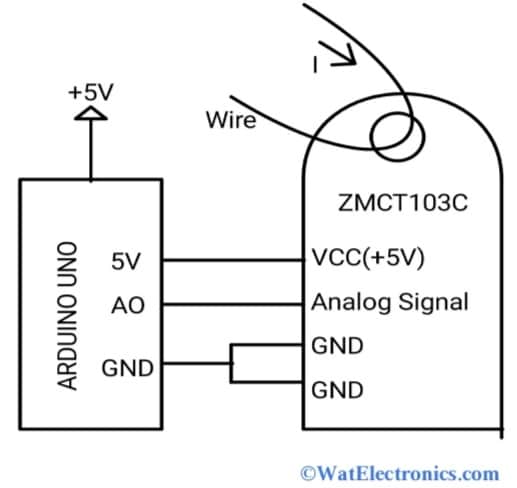 +5V
I
Wire
ZMCT103C
ARDUINO UNO
5V
VCC(+5V)
AO
Analog Signal
GND
GND
GND
©WatElectronics.com